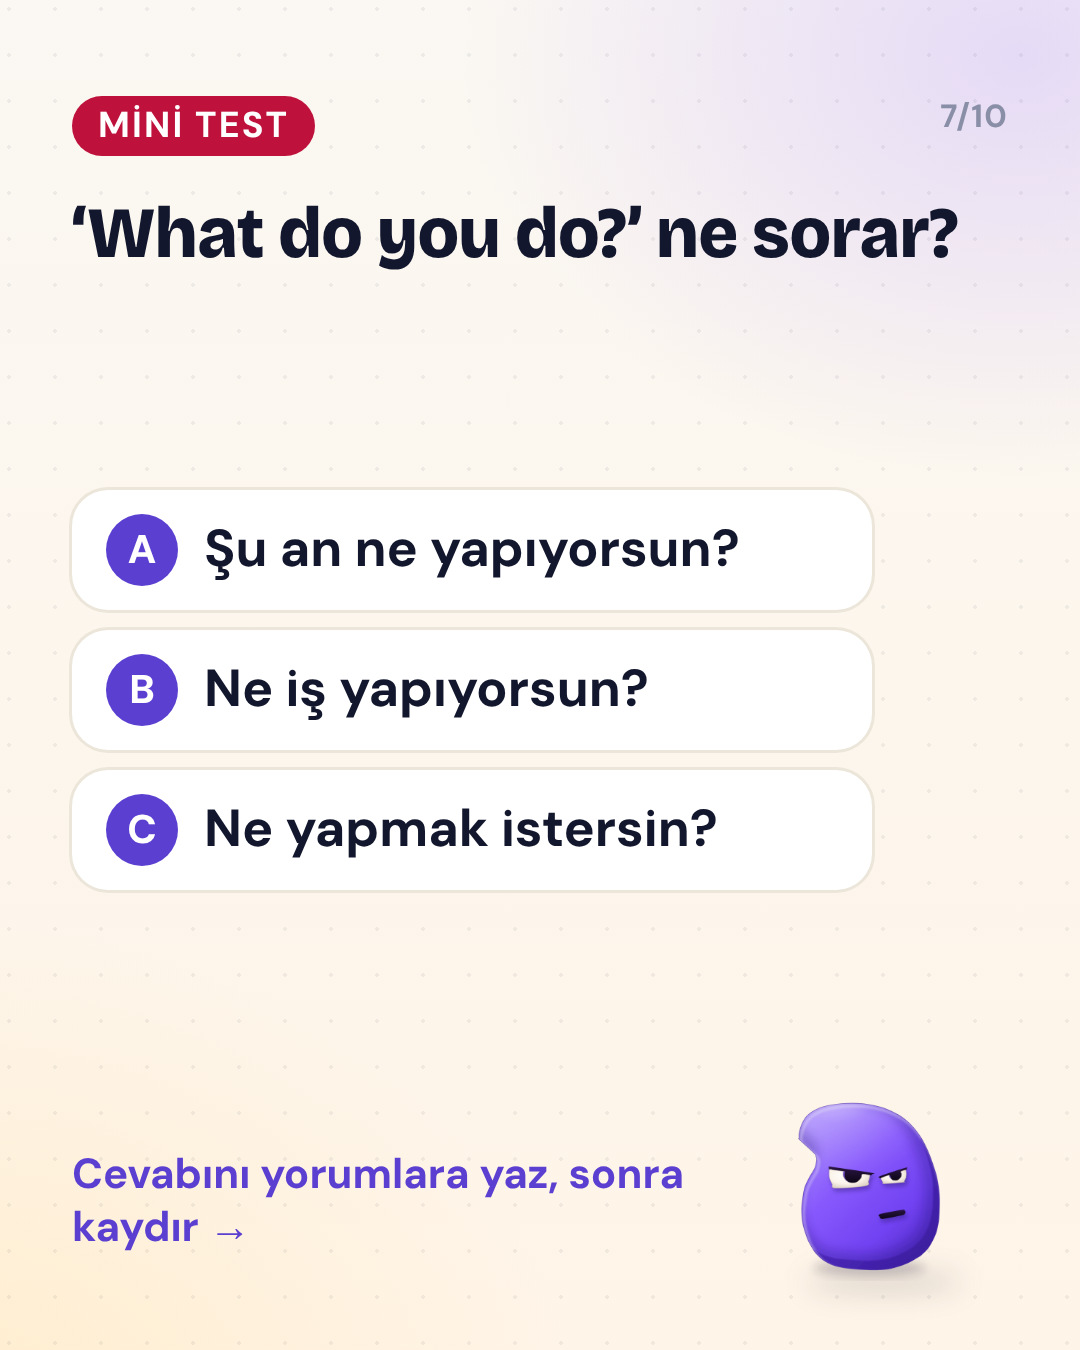 MİNİ TEST
7/10
‘What do you do?’ ne sorar?
A Şu an ne yapıyorsun?
B Ne iş yapıyorsun?
C Ne yapmak istersin?
Cevabını yorumlara yaz, sonra
kaydır →